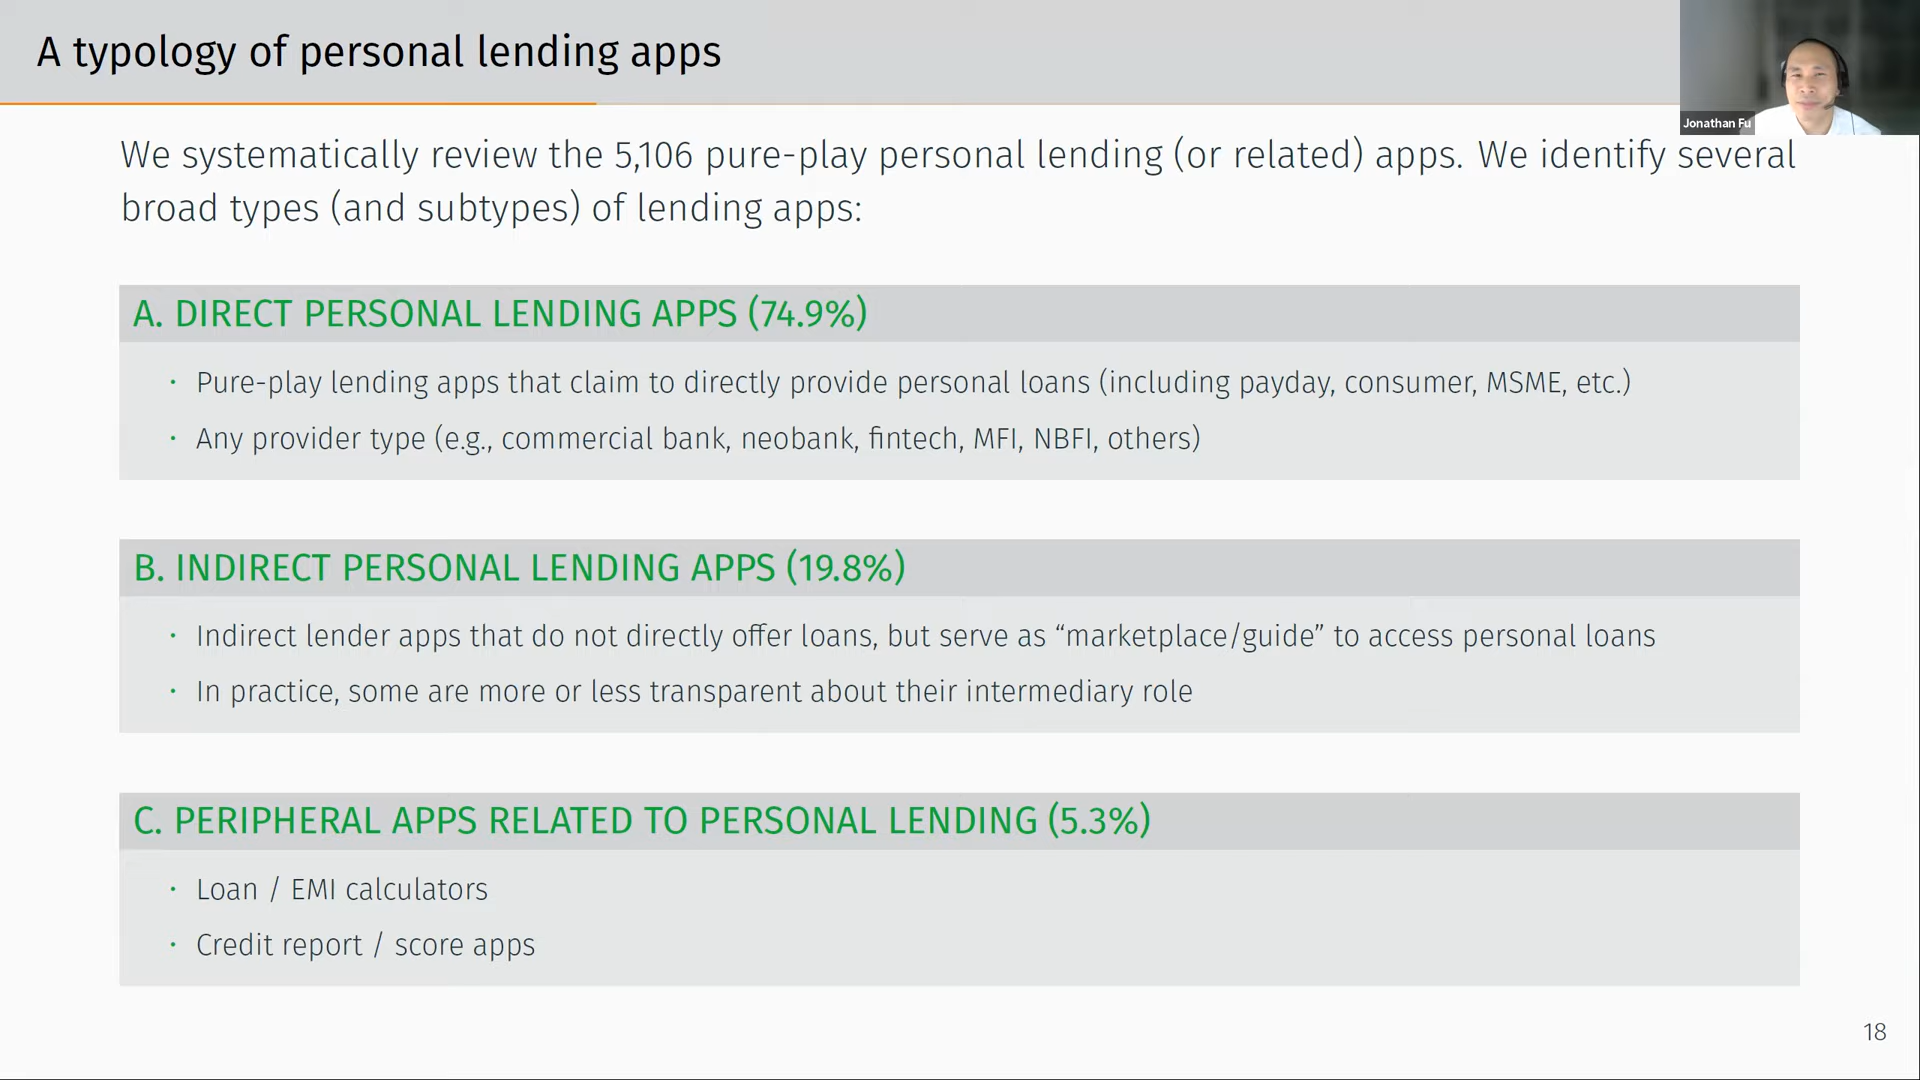 A typology of personal lending apps
Jonathan Fu
We systematically review the 5,106 pure-play personal lending (or related) apps. We identify several
broad types (and subtypes) of lending apps:
A. DIRECT PERSONAL LENDING APPS (74.9%)
· Pure-play lending apps that claim to directly provide personal loans (including payday, consumer, MSME, etc.)
· Any provider type (e.g., commercial bank, neobank, fintech, MFI, NBFI, others)
B. INDIRECT PERSONAL LENDING APPS (19.8%)
· Indirect lender apps that do not directly offer loans, but serve as “marketplace/guide” to access personal loans
· In practice, some are more or less transparent about their intermediary role
C. PERIPHERAL APPS RELATED TO PERSONAL LENDING (5.3%)
· Loan / EMI calculators
· Credit report / score apps
18